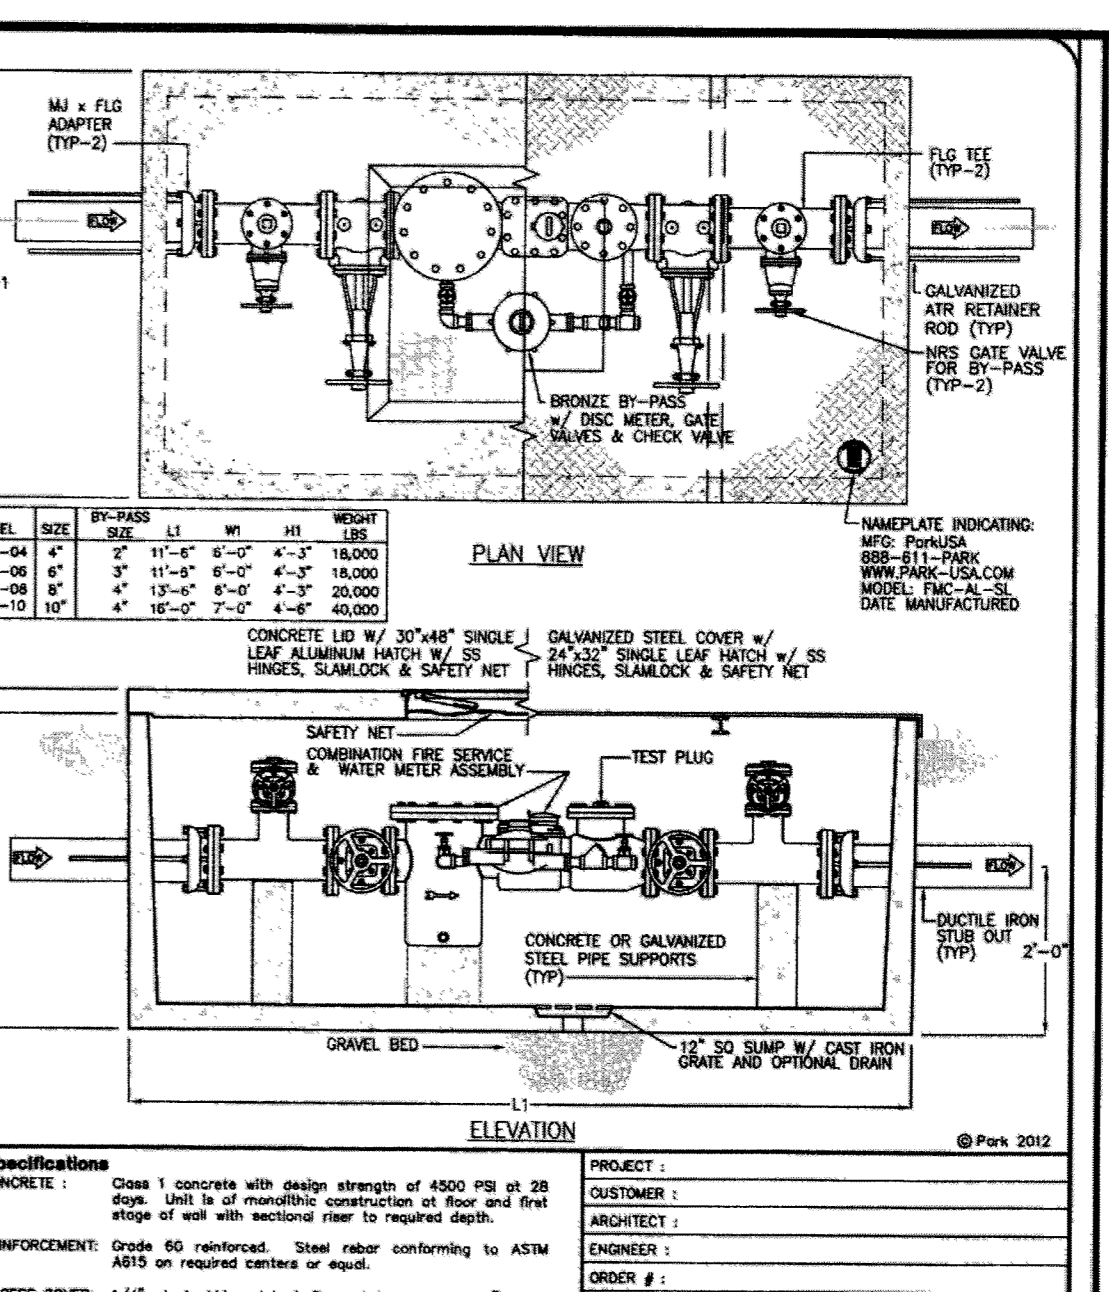 MJ x FLG
ADAPTER
(TYP-2)
FLG TEE
(TYP-2)
FLOW
FLOW
GALVANIZED
ATR RETAINER
ROD (TYP)
NRS GATE VALVE
FOR BY-PASS
(TYP-2)
BRONZE BY-PASS
w/ DISC METER, GATE
VALVES & CHECK VALVE
NAMEPLATE INDICATING:
MFG: ParkUSA
888-611-PARK
WWW.PARK-USA.COM
MODEL: FMC-AL-SL
DATE MANUFACTURED
EL SIZE BY-PASS SIZE L1 W1 H1 WEIGHT LBS
-04 4" 2" 11'-6" 6'-0" 4'-3" 18,000
-06 6" 3" 11'-6" 6'-0" 4'-3" 18,000
-08 8" 4" 13'-6" 6'-0' 4'-3" 20,000
-10 10" 4" 16'-0" 7'-0" 4'-6" 40,000
PLAN VIEW
CONCRETE LID W/ 30"x48" SINGLE
LEAF ALUMINUM HATCH W/ SS
HINGES, SLAMLOCK & SAFETY NET
GALVANIZED STEEL COVER w/
24"x32" SINGLE LEAF HATCH w/ SS
HINGES, SLAMLOCK & SAFETY NET
SAFETY NET
COMBINATION FIRE SERVICE
& WATER METER ASSEMBLY
TEST PLUG
FLOW
FLOW
DUCTILE IRON
STUB OUT
(TYP)
2'-0"
CONCRETE OR GALVANIZED
STEEL PIPE SUPPORTS
(TYP)
GRAVEL BED
12" SQ SUMP W/ CAST IRON
GRATE AND OPTIONAL DRAIN
L1
ELEVATION
© Park 2012
pecifications
NCRETE : Class 1 concrete with design strength of 4500 PSI at 28
days. Unit is of monolithic construction at floor and first
stage of wall with sectional riser to required depth.
INFORCEMENT: Grade 60 reinforced. Steel rebar conforming to ASTM
A615 on required centers or equal.
PROJECT :
CUSTOMER :
ARCHITECT :
ENGINEER :
ORDER # :